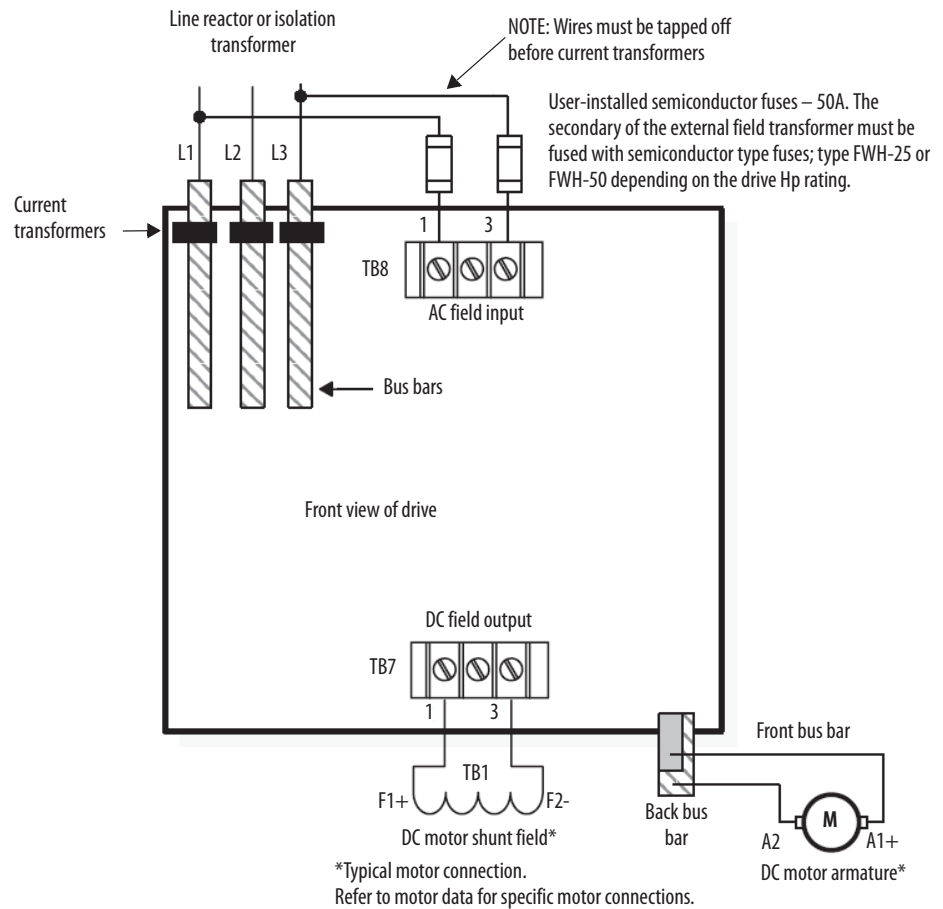 Line reactor or isolation
transformer
NOTE: Wires must be tapped off
before current transformers
User-installed semiconductor fuses – 50A. The
secondary of the external field transformer must be
fused with semiconductor type fuses; type FWH-25 or
FWH-50 depending on the drive Hp rating.
L1
L2
L3
Current
transformers
1
3
TB8
AC field input
Bus bars
Front view of drive
DC field output
TB7
1
3
TB1
F1+
F2-
DC motor shunt field*
*Typical motor connection.
Refer to motor data for specific motor connections.
Front bus bar
Back bus
bar
M
A2
A1+
DC motor armature*